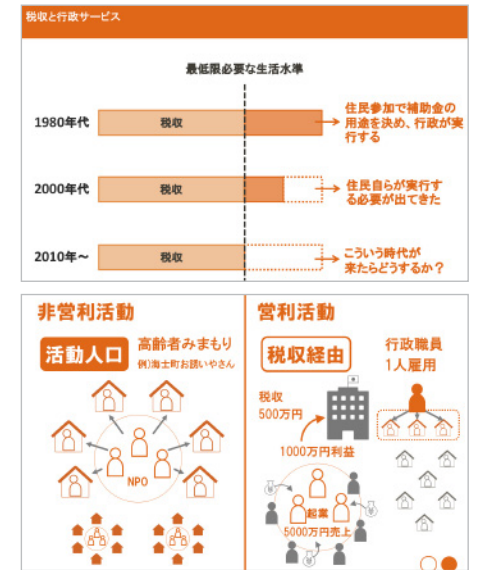 税収と行政サービス
最低限必要な生活水準
1980年代
税収
住民参加で補助金の
用途を決め、行政が実
行する
2000年代
税収
住民自らが実行す
る必要が出てきた
2010年～
税収
こういう時代が
来たらどうするか？
非営利活動
活動人口
高齢者みまもり
例)海士町お誘いやさん
NPO
営利活動
税収経由
行政職員
1人雇用
税収
500万円
1000万円利益
起業
5000万円売上